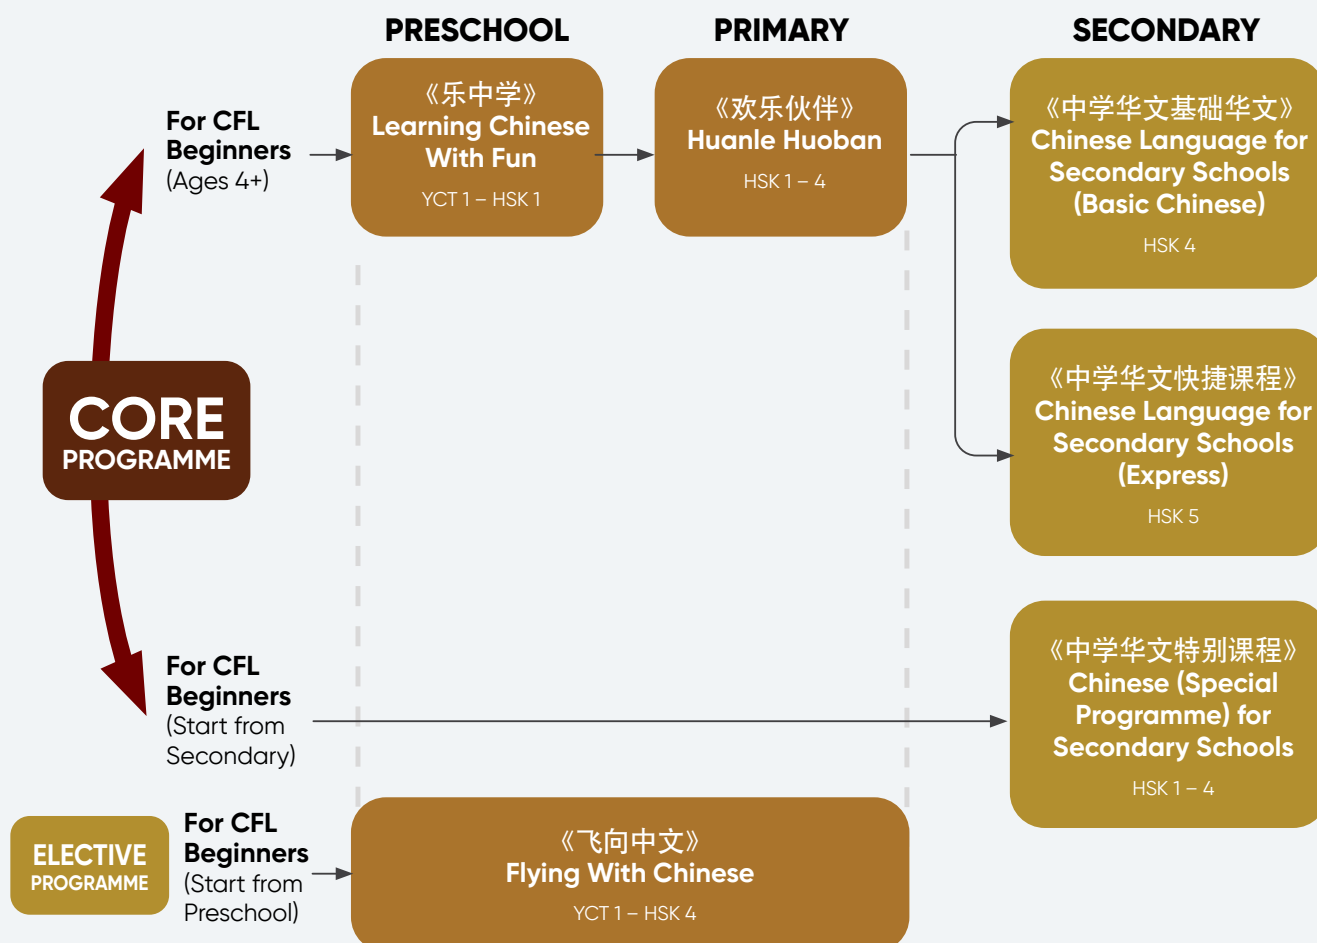 PRESCHOOL
PRIMARY
SECONDARY
For CFL
Beginners
(Ages 4+)
《乐中学》
Learning Chinese
With Fun
YCT 1 – HSK 1
《欢乐伙伴》
Huanle Huoban
HSK 1 – 4
《中学华文基础华文》
Chinese Language for
Secondary Schools
(Basic Chinese)
HSK 4
《中学华文快捷课程》
Chinese Language for
Secondary Schools
(Express)
HSK 5
CORE
PROGRAMME
For CFL
Beginners
(Start from
Secondary)
《中学华文特别课程》
Chinese (Special
Programme) for
Secondary Schools
HSK 1 – 4
ELECTIVE
PROGRAMME
For CFL
Beginners
(Start from
Preschool)
《飞向中文》
Flying With Chinese
YCT 1 – HSK 4